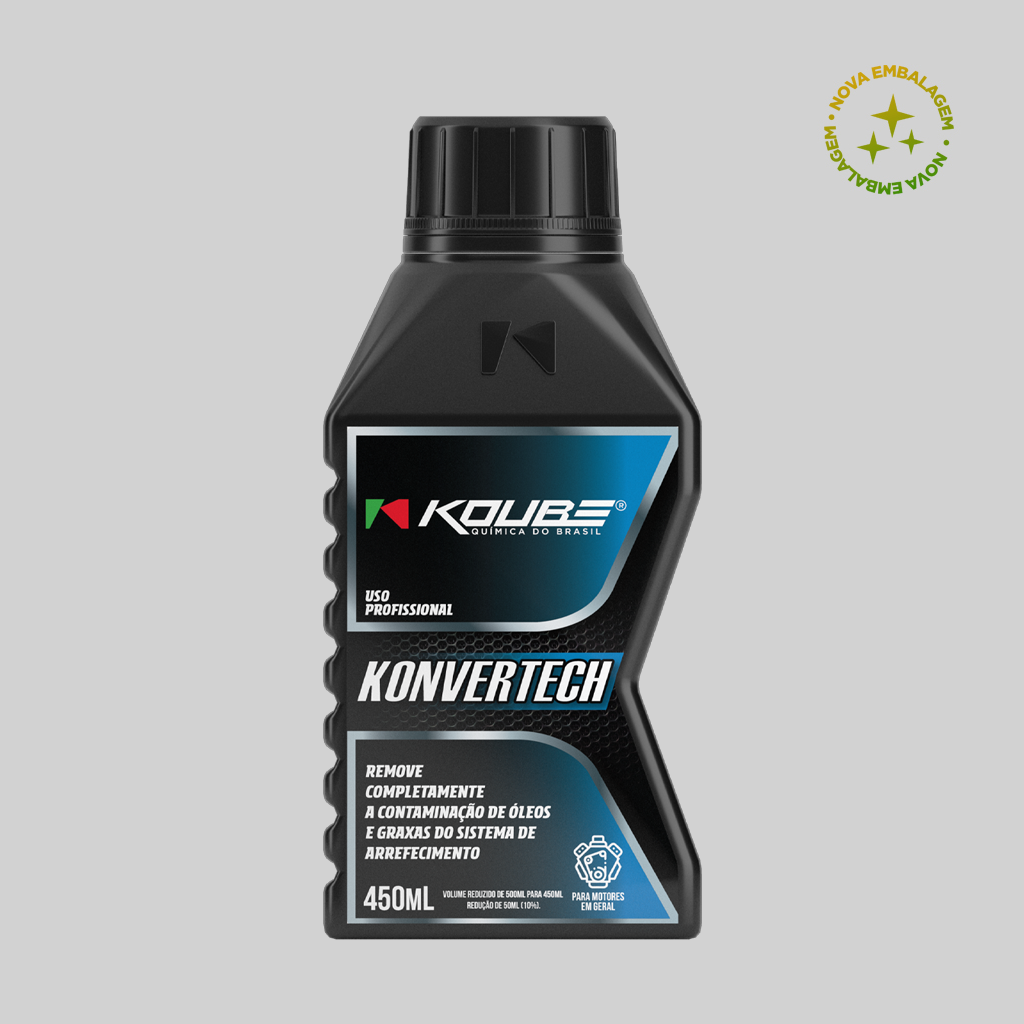 • NOVA EMBALAGEM • NOVA EMBALAGEM
KOUBE®
QUÍMICA DO BRASIL
USO
PROFISSIONAL
KONVERTECH
REMOVE
COMPLETAMENTE
A CONTAMINAÇÃO DE ÓLEOS
E GRAXAS DO SISTEMA DE
ARREFECIMENTO
450ML
VOLUME REDUZIDO DE 500ML PARA 450ML
REDUÇÃO DE 50ML (10%).
PARA MOTORES
EM GERAL